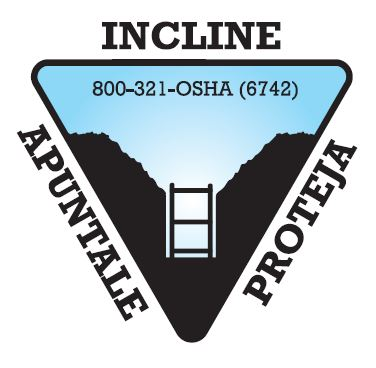 INCLINE
800-321-OSHA (6742)
APUNTALE
PROTEJA